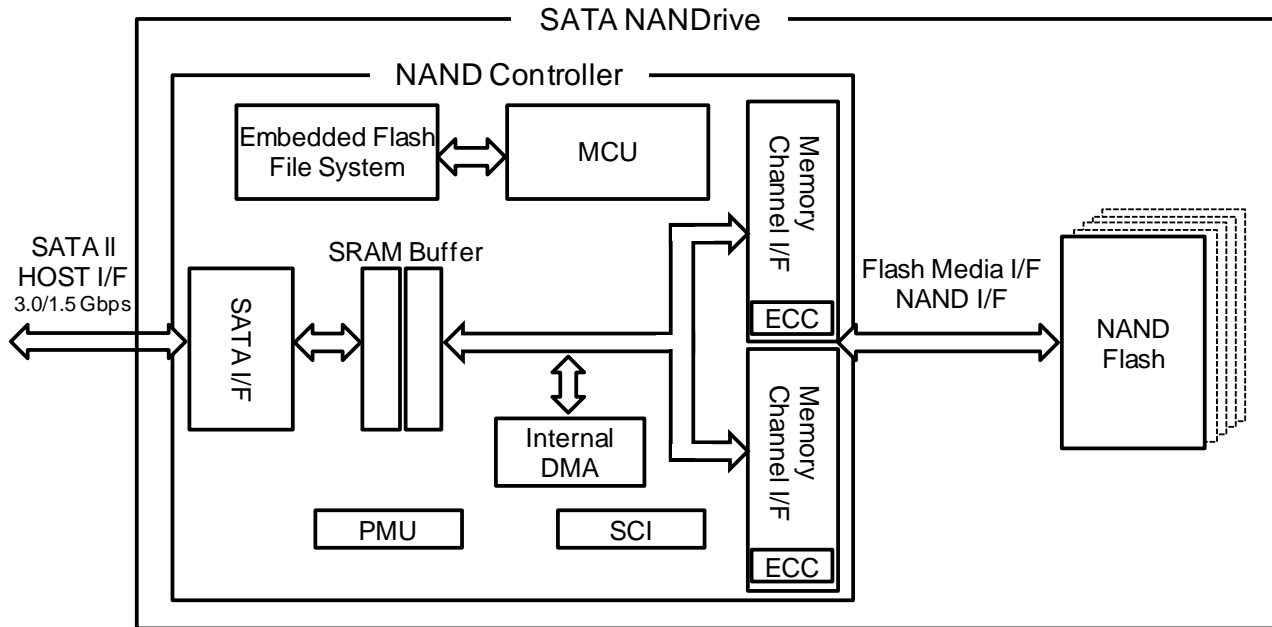 SATA NANDrive
NAND Controller
Embedded Flash
File System
MCU
Memory
Channel I/F
ECC
SATA II
HOST I/F
3.0/1.5 Gbps
SATA I/F
SRAM Buffer
Internal
DMA
PMU
SCI
Memory
Channel I/F
ECC
Flash Media I/F
NAND I/F
NAND
Flash